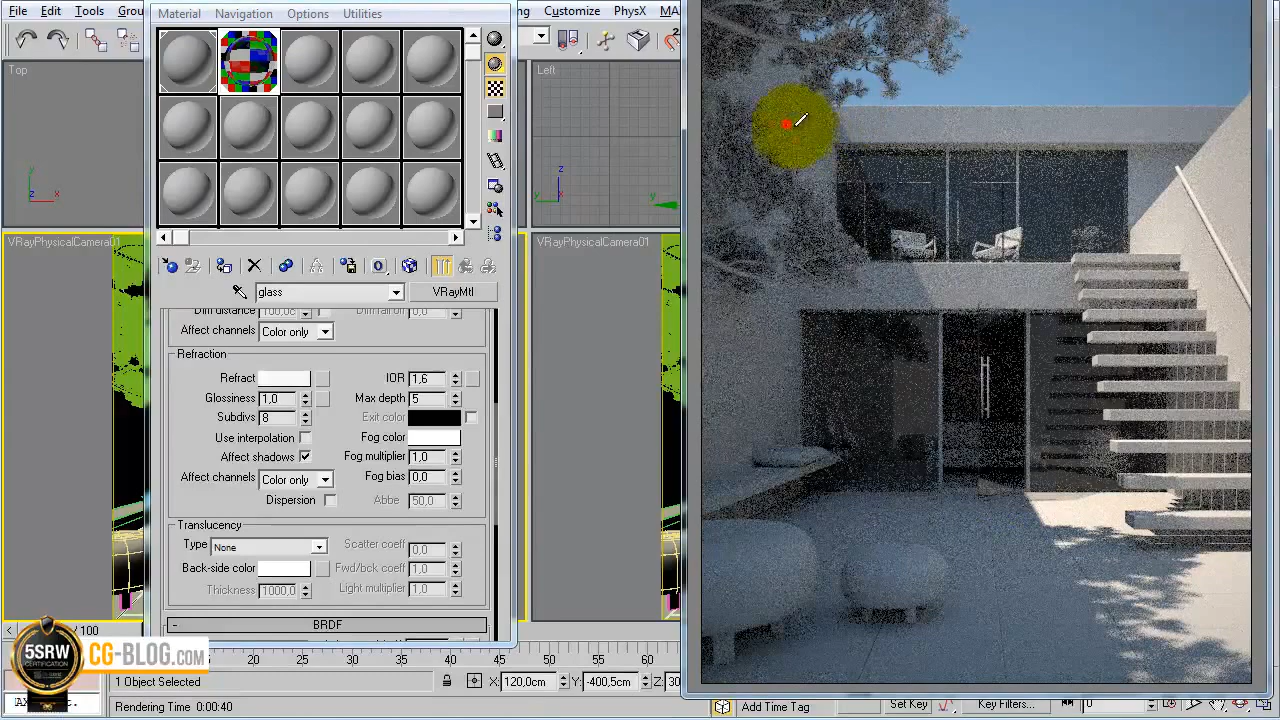 Tools Grou
Material Navigation Options Utilities
Customize PhysX MA
Edit
Top
Left
y z x
z
y x
VRayPhysicalCamera01
VRayPhysicalCamera01
glass VRayMtl
Affect channels Color only
Refraction
Refract IOR 1,6
Glossiness 1,0 Max depth 5
Subdivs 8 Exit color
Use interpolation Fog color
Affect shadows Fog multiplier 1,0
Affect channels Color only Fog bias 0,0
Dispersion Abbe 50,0
Translucency
Type None Scatter coeff 0,0
Back-side color Fwd/bck coeff 1,0
Thickness 1000,0 Light multiplier 1,0
- BRDF
/ 100
5SRW
CERTIFICATION
CG-BLOG.COM
20 25 30 35 40 45 50 55 60
1 Object Selected X: 120,0cm Y: -400,5cm Z: 30
Rendering Time 0:00:40 Add Time Tag Set Key Key Filters... 0